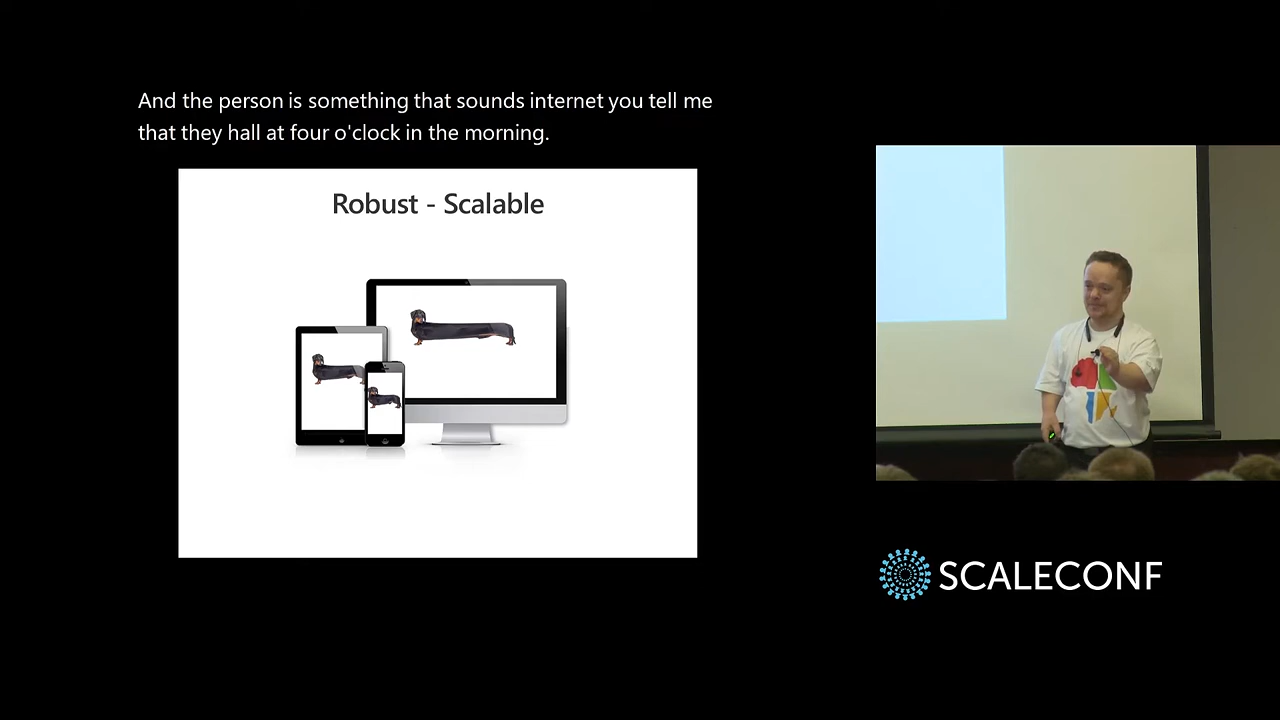 And the person is something that sounds internet you tell me
that they hall at four o'clock in the morning.
Robust - Scalable
SCALECONF